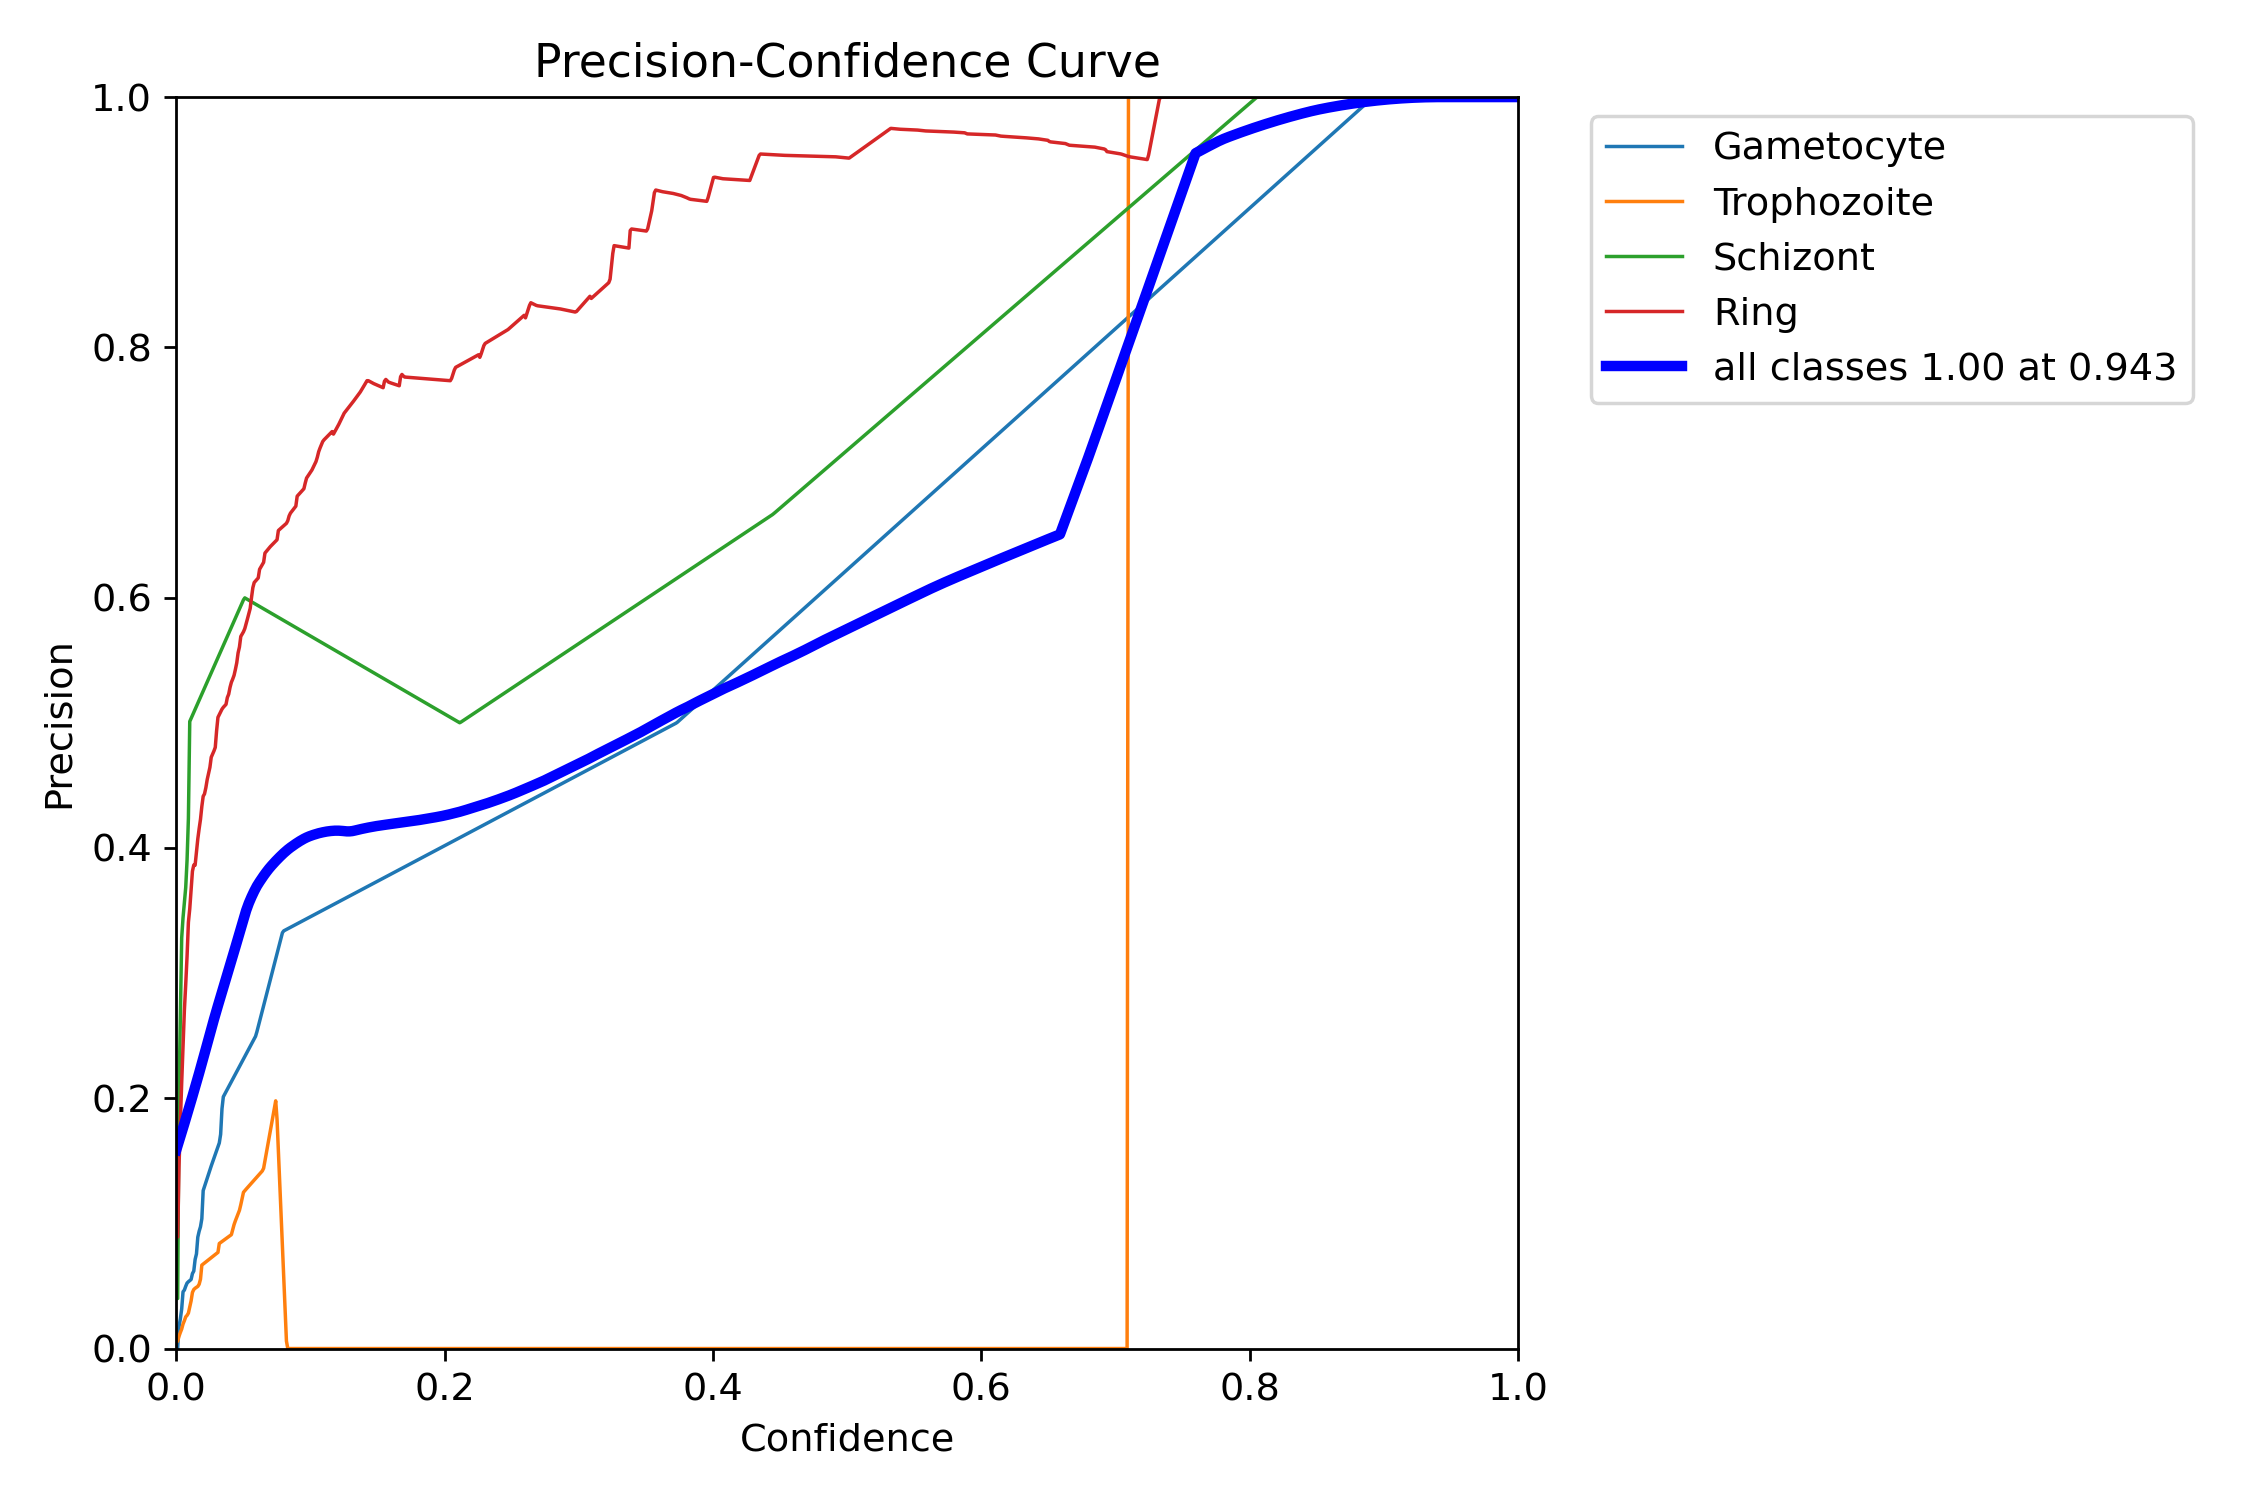 Precision-Confidence Curve
1.0
0.8
0.6
0.4
0.2
0.0
Precision
0.0 0.2 0.4 0.6 0.8 1.0
Confidence
Gametocyte
Trophozoite
Schizont
Ring
all classes 1.00 at 0.943